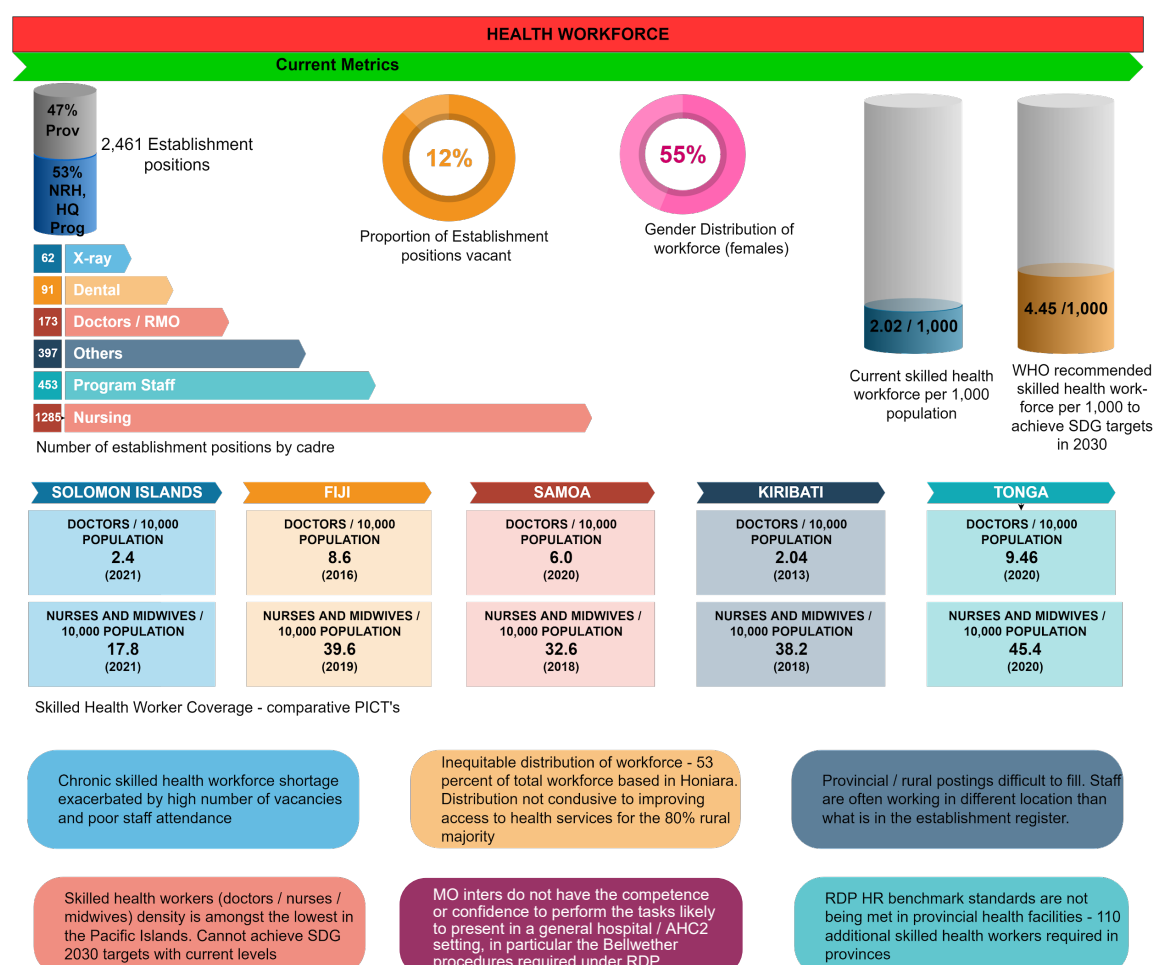 HEALTH WORKFORCE
Current Metrics
47%
Prov
53%
NRH,
HQ
Prog
2,461 Establishment
positions
12%
Proportion of Establishment
positions vacant
55%
Gender Distribution of
workforce (females)
2.02 / 1,000
Current skilled health
workforce per 1,000
population
4.45 /1,000
WHO recommended
skilled health work-
force per 1,000 to
achieve SDG targets
in 2030
62 X-ray
91 Dental
173 Doctors / RMO
397 Others
453 Program Staff
1285 Nursing
Number of establishment positions by cadre
SOLOMON ISLANDS
DOCTORS / 10,000
POPULATION
2.4
(2021)
NURSES AND MIDWIVES /
10,000 POPULATION
17.8
(2021)
FIJI
DOCTORS / 10,000
POPULATION
8.6
(2016)
NURSES AND MIDWIVES /
10,000 POPULATION
39.6
(2019)
SAMOA
DOCTORS / 10,000
POPULATION
6.0
(2020)
NURSES AND MIDWIVES /
10,000 POPULATION
32.6
(2018)
KIRIBATI
DOCTORS / 10,000
POPULATION
2.04
(2013)
NURSES AND MIDWIVES /
10,000 POPULATION
38.2
(2018)
TONGA
DOCTORS / 10,000
POPULATION
9.46
(2020)
NURSES AND MIDWIVES /
10,000 POPULATION
45.4
(2020)
Skilled Health Worker Coverage - comparative PICT's
Chronic skilled health workforce shortage
exacerbated by high number of vacancies
and poor staff attendance
Inequitable distribution of workforce - 53
percent of total workforce based in Honiara.
Distribution not condusive to improving
access to health services for the 80% rural
majority
Provincial / rural postings difficult to fill. Staff
are often working in different location than
what is in the establishment register.
Skilled health workers (doctors / nurses /
midwives) density is amongst the lowest in
the Pacific Islands. Cannot achieve SDG
2030 targets with current levels
MO inters do not have the competence
or confidence to perform the tasks likely
to present in a general hospital / AHC2
setting, in particular the Bellwether
procedures required under RDP
RDP HR benchmark standards are not
being met in provincial health facilities - 110
additional skilled health workers required in
provinces